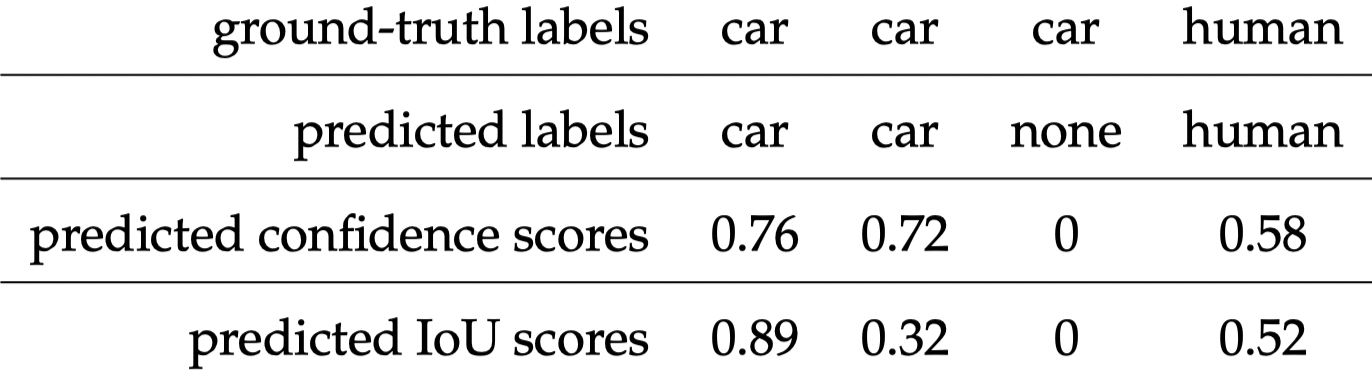 ground-truth labels car car car human
predicted labels car car none human
predicted confidence scores 0.76 0.72 0 0.58
predicted IoU scores 0.89 0.32 0 0.52